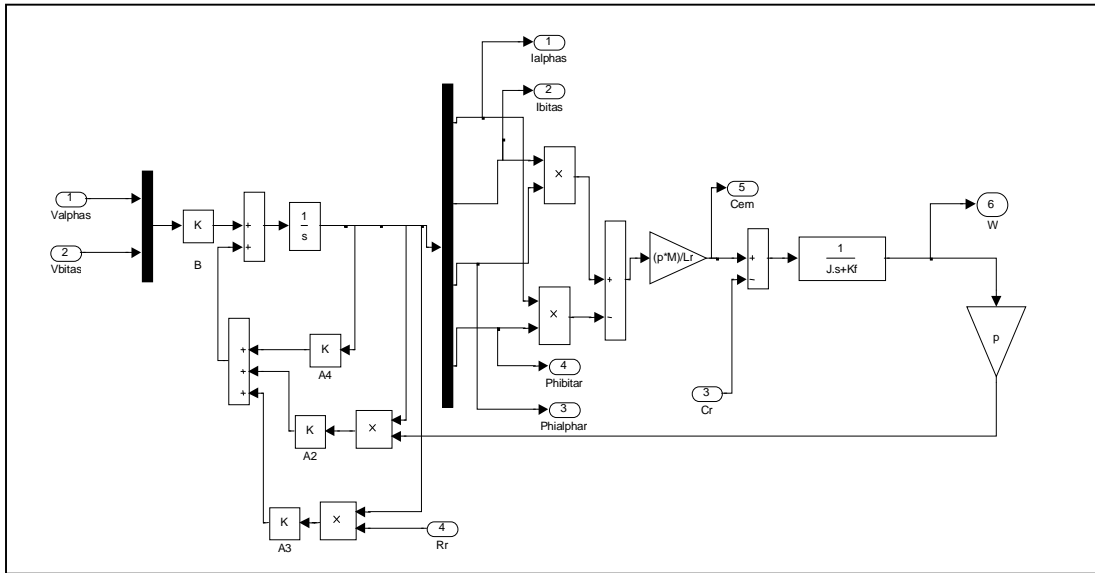 1
Ialphas
2
Ibitas
1
Valphas
2
Vbitas
K
B
+
+
1
s
×
×
+
−
(p*M)/Lr
5
Cem
+
−
1
J.s+Kf
6
W
p
K
A4
+
+
+
4
Phibitar
3
Phialphar
3
Cr
K
A2
×
K
A3
×
4
Rr